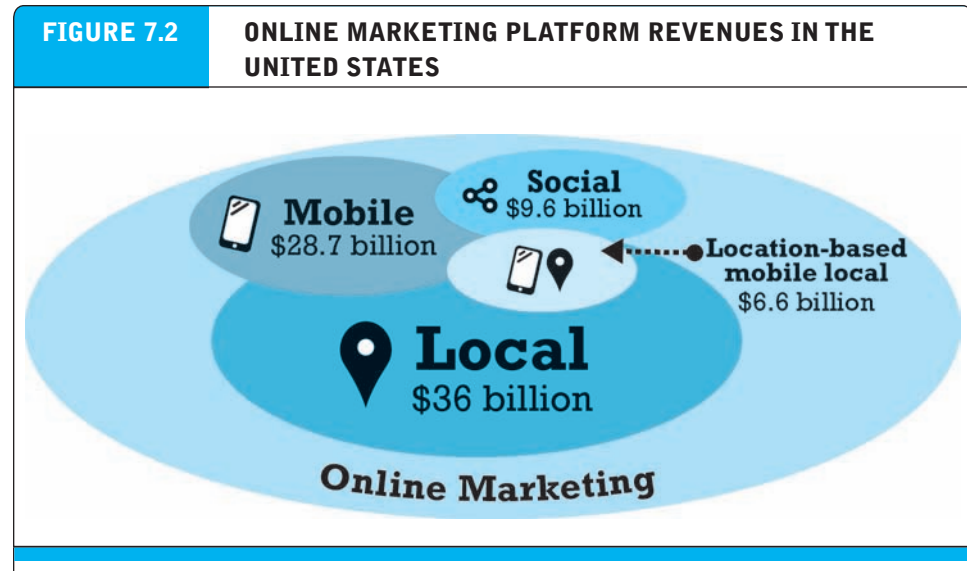 FIGURE 7.2
ONLINE MARKETING PLATFORM REVENUES IN THE
UNITED STATES
Mobile
$28.7 billion
Social
$9.6 billion
Location-based
mobile local
$6.6 billion
Local
$36 billion
Online Marketing